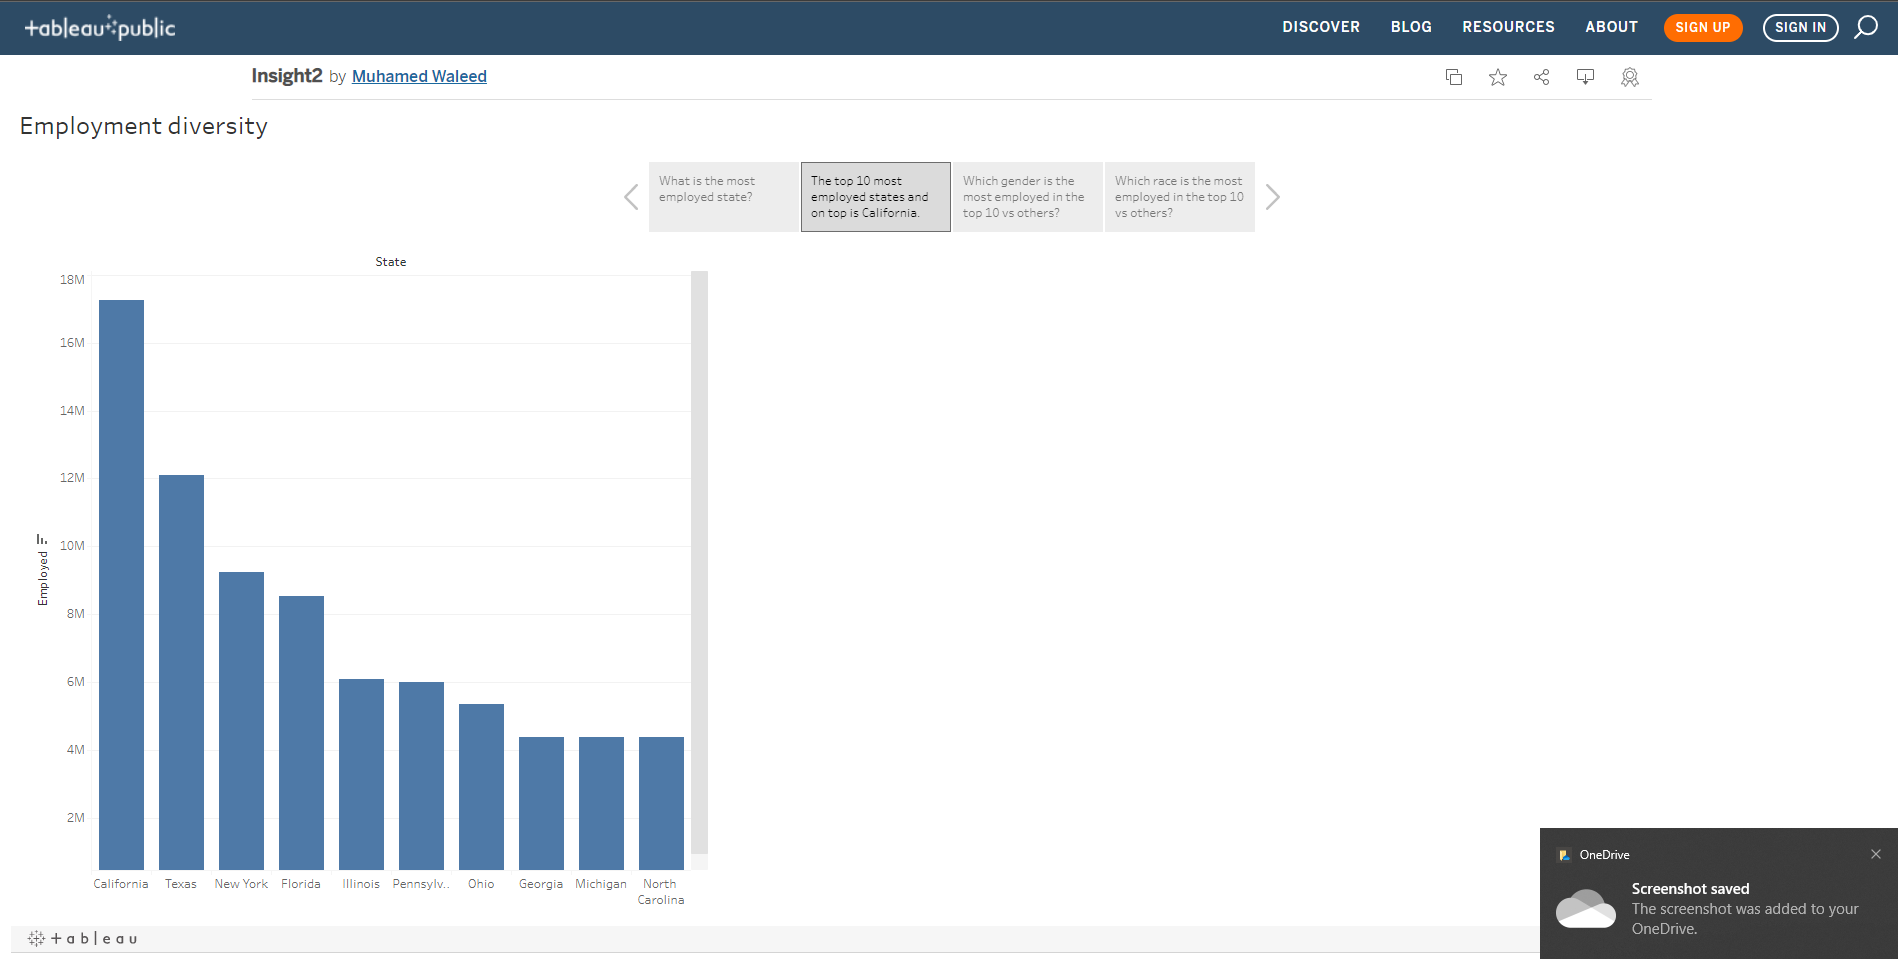 +ableau+public
DISCOVER BLOG RESOURCES ABOUT SIGN UP SIGN IN
Insight2 by Muhamed Waleed
Employment diversity
What is the most
employed state?
The top 10 most
employed states and
on top is California.
Which gender is the
most employed in the
top 10 vs others?
Which race is the most
employed in the top 10
vs others?
State
18M
16M
14M
12M
10M
8M
6M
4M
2M
Employed
California Texas New York Florida Illinois Pennsylv.. Ohio Georgia Michigan North
Carolina
+ableau
OneDrive
Screenshot saved
The screenshot was added to your
OneDrive.